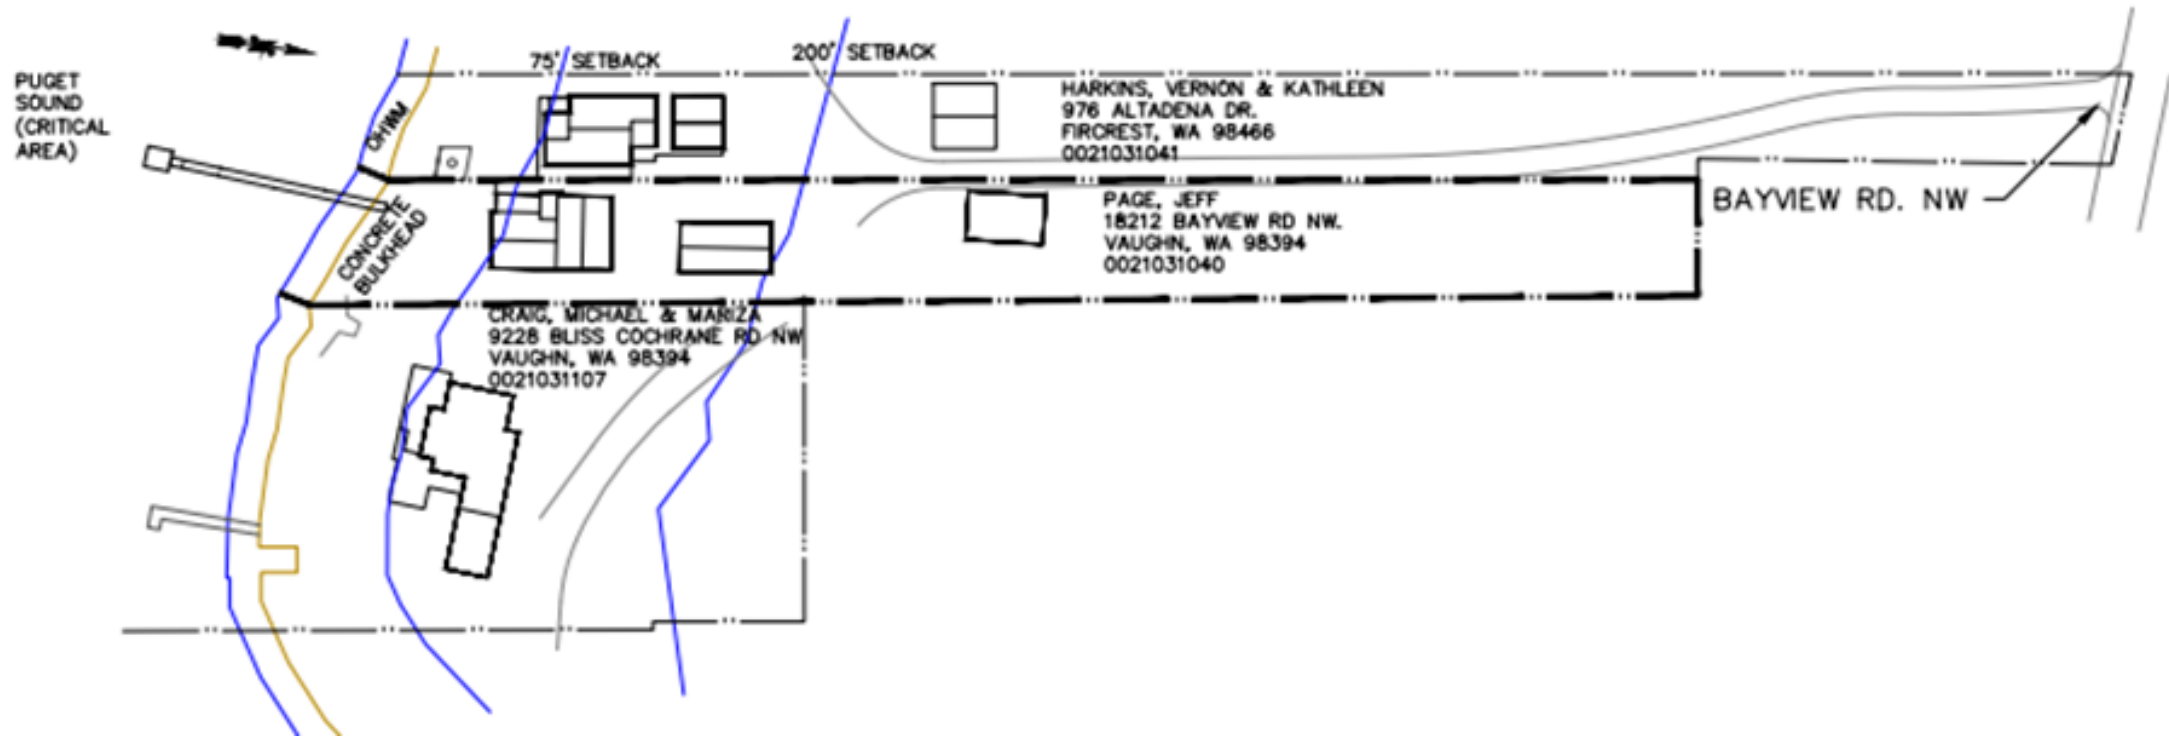 PUGET
SOUND
(CRITICAL
AREA)
OHWM
CONCRETE
BULKHEAD
75' SETBACK
200' SETBACK
HARKINS, VERNON & KATHLEEN
976 ALTADENA DR.
FIRCREST, WA 98466
0021031041
PAGE, JEFF
18212 BAYVIEW RD NW.
VAUGHN, WA 98394
0021031040
BAYVIEW RD. NW
CRAIG, MICHAEL & MARIZA
9228 BLISS COCHRANE RD NW
VAUGHN, WA 98394
0021031107